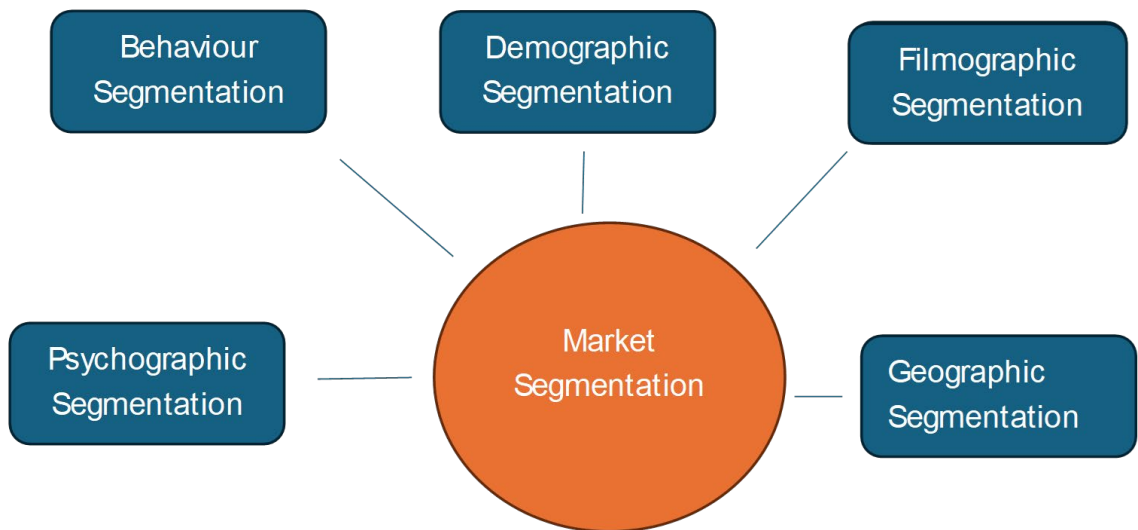 Behaviour
Segmentation
Demographic
Segmentation
Filmographic
Segmentation
Psychographic
Segmentation
Market
Segmentation
Geographic
Segmentation